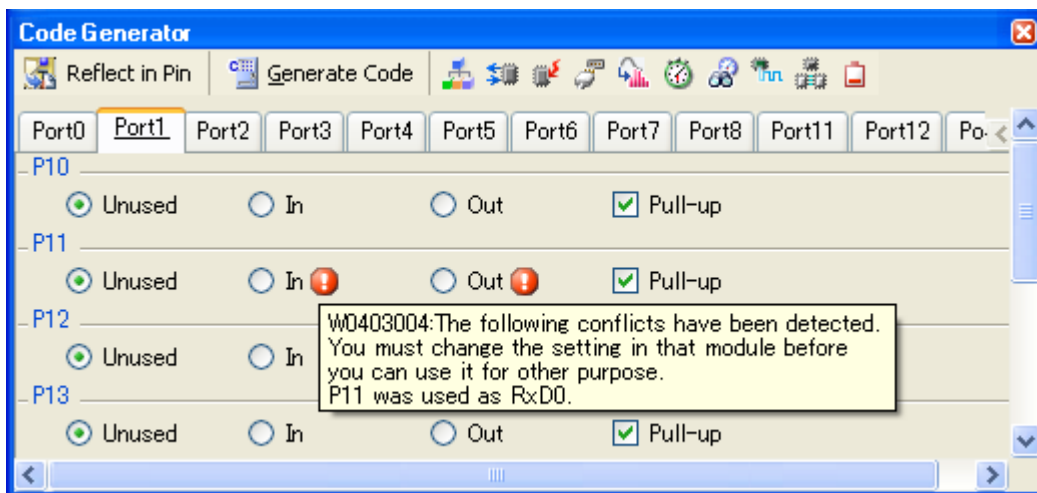 Code Generator
Reflect in Pin Generate Code
Port0 Port1 Port2 Port3 Port4 Port5 Port6 Port7 Port8 Port11 Port12 Po
P10
Unused In Out Pull-up
P11
Unused In Out Pull-up
W0403004:The following conflicts have been detected.
You must change the setting in that module before
you can use it for other purpose.
P11 was used as RxD0.
P12
Unused In
P13
Unused In Out Pull-up